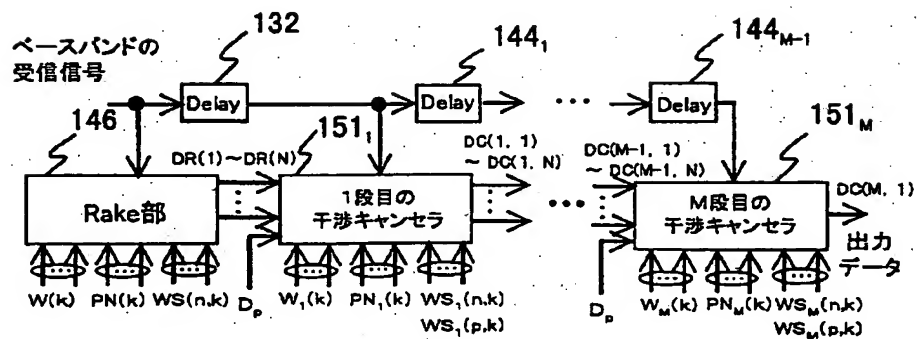 ベースバンドの
受信信号
132
144₁
144M-1
Delay
Delay
...
Delay
146
151₁
151M
DR(1)~DR(N)
DC(1, 1)
~DC(1, N)
DC(M-1, 1)
~DC(M-1, N)
DC(M, 1)
Rake部
1段目の
干渉キャンセラ
...
M段目の
干渉キャンセラ
出力
データ
W(k) PN(k) WS(n,k)
Dp
W₁(k) PN₁(k) WS₁(n,k)
WS₁(p,k)
Dp
WM(k) PNM(k) WSM(n,k)
WSM(p,k)